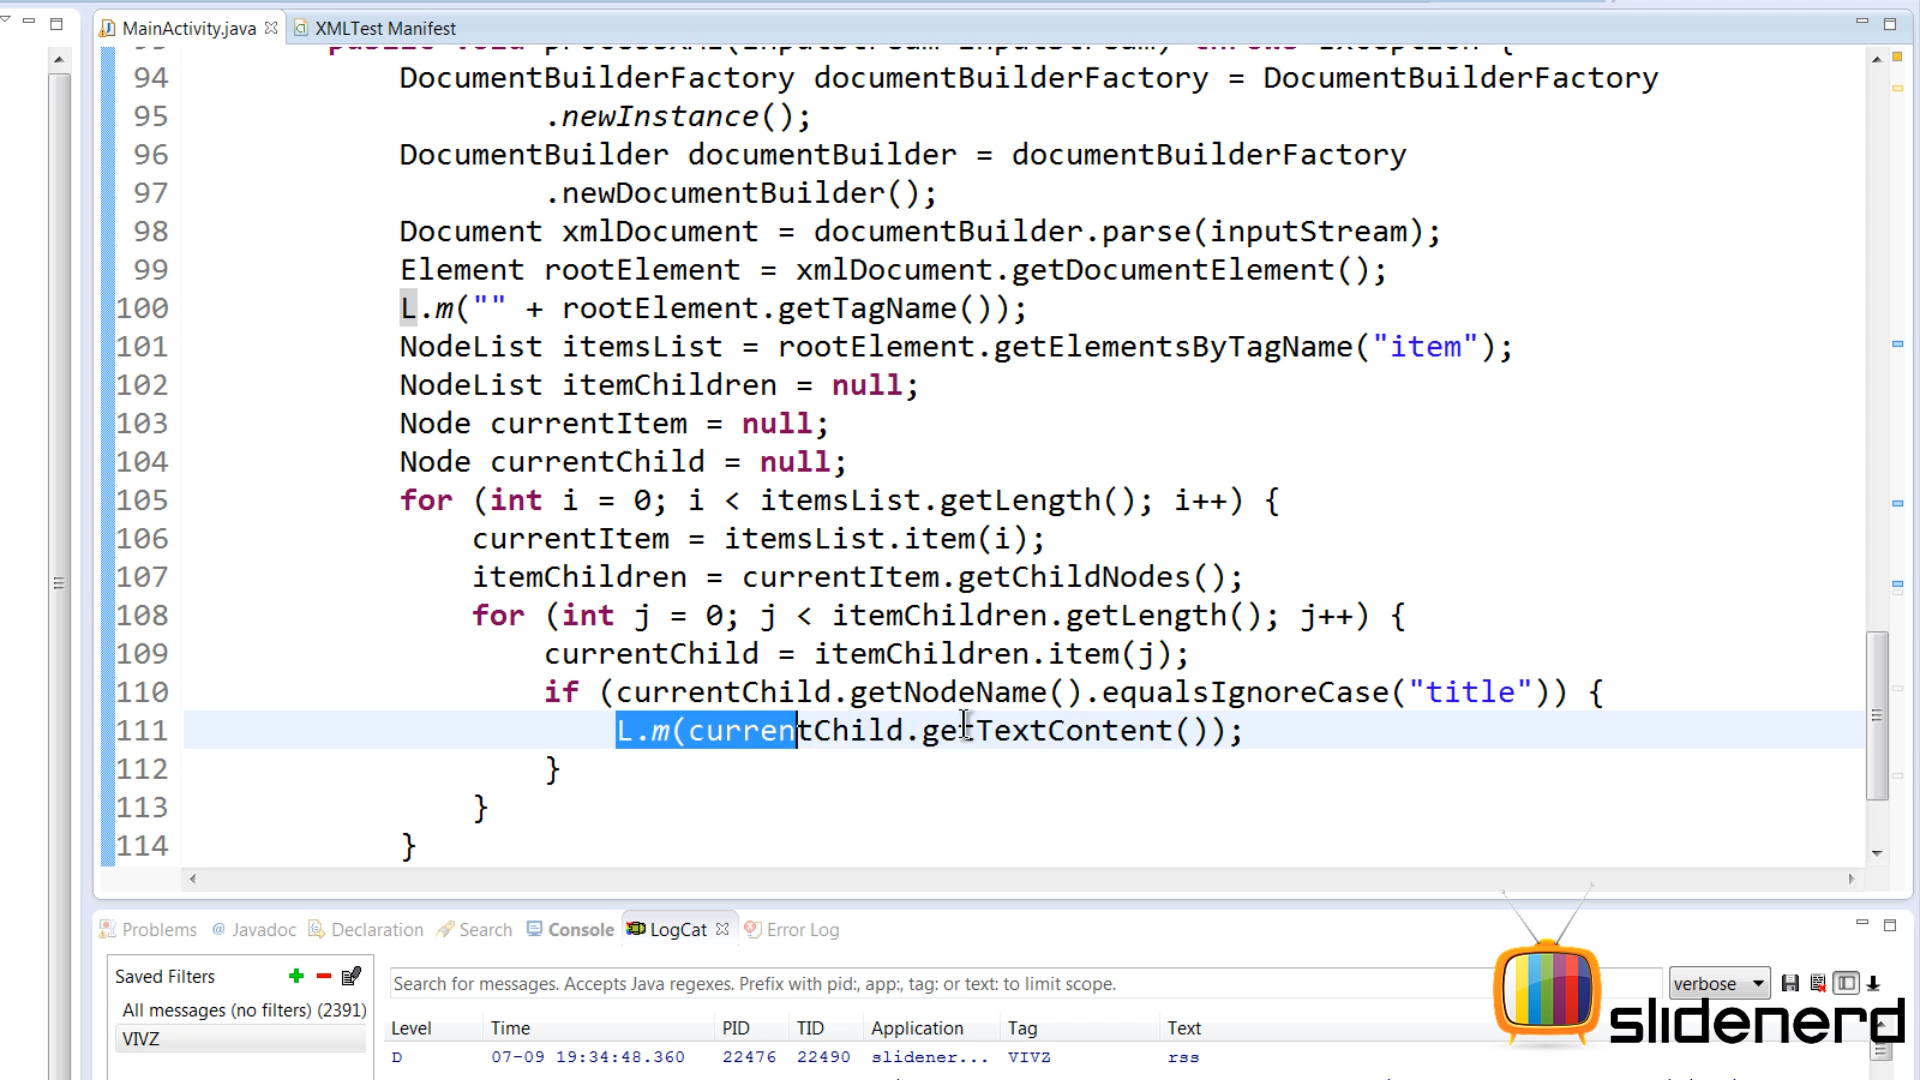 MainActivity.java XMLTest Manifest
public void processXML(InputStream inputStream) throws Exception {
94 DocumentBuilderFactory documentBuilderFactory = DocumentBuilderFactory
95 .newInstance();
96 DocumentBuilder documentBuilder = documentBuilderFactory
97 .newDocumentBuilder();
98 Document xmlDocument = documentBuilder.parse(inputStream);
99 Element rootElement = xmlDocument.getDocumentElement();
100 L.m("" + rootElement.getTagName());
101 NodeList itemsList = rootElement.getElementsByTagName("item");
102 NodeList itemChildren = null;
103 Node currentItem = null;
104 Node currentChild = null;
105 for (int i = 0; i < itemsList.getLength(); i++) {
106 currentItem = itemsList.item(i);
107 itemChildren = currentItem.getChildNodes();
108 for (int j = 0; j < itemChildren.getLength(); j++) {
109 currentChild = itemChildren.item(j);
110 if (currentChild.getNodeName().equalsIgnoreCase("title")) {
111 L.m(currentChild.getTextContent());
112 }
113 }
114 }
Problems @ Javadoc Declaration Search Console LogCat Error Log
Saved Filters
Search for messages. Accepts Java regexes. Prefix with pid:, app:, tag: or text: to limit scope.
verbose
All messages (no filters) (2391)
VIVZ
Level Time PID TID Application Tag Text
D 07-09 19:34:48.360 22476 22490 slidener... VIVZ rss
slidenerd